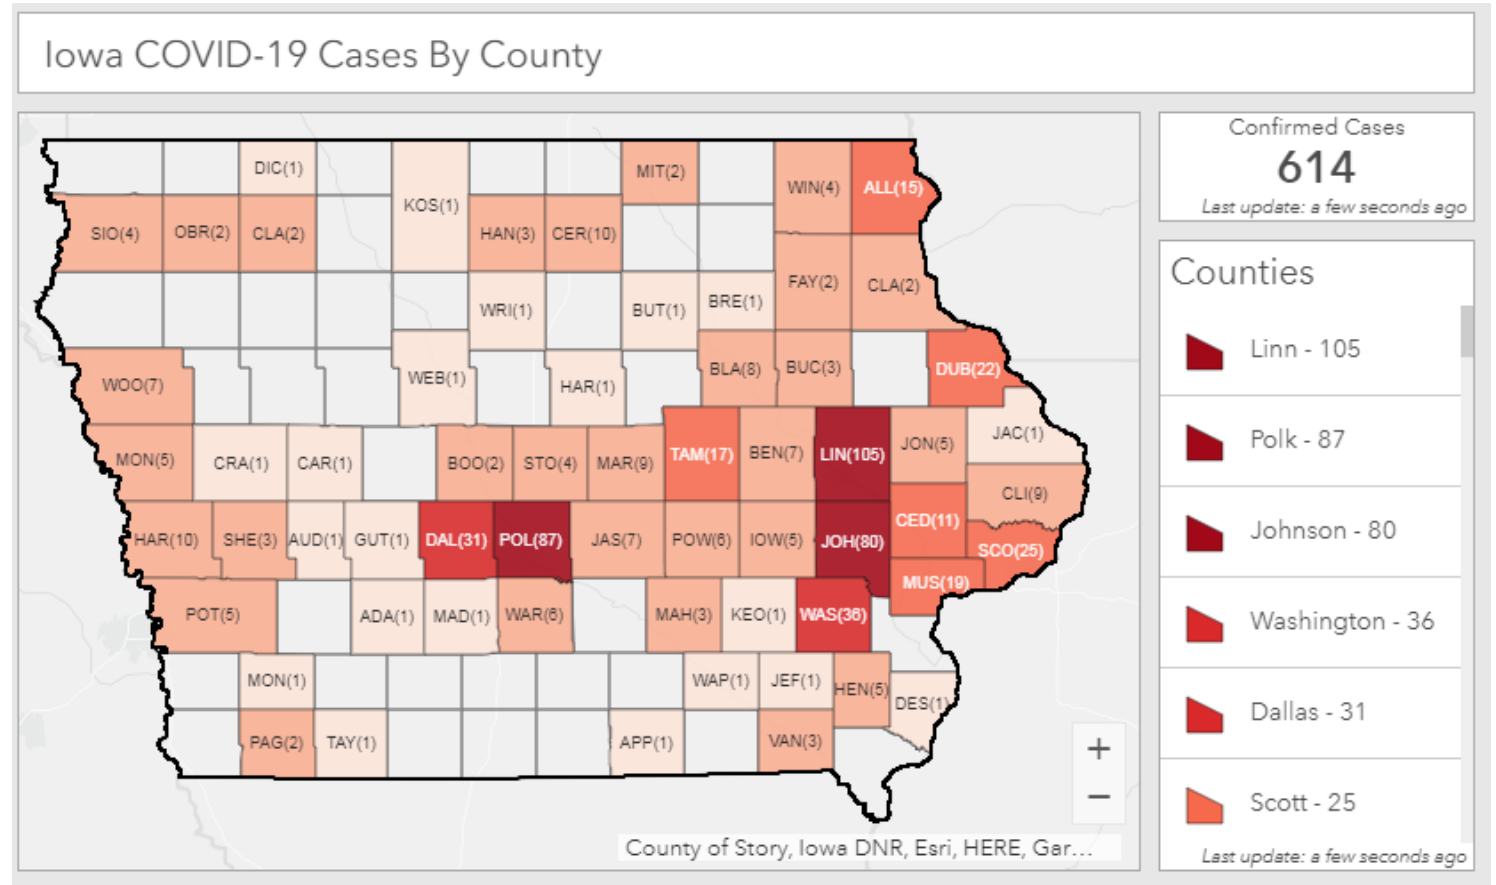 Iowa COVID-19 Cases By County
DIC(1)
MIT(2)
WIN(4)
ALL(15)
KOS(1)
SIO(4)
OBR(2)
CLA(2)
HAN(3)
CER(10)
FAY(2)
CLA(2)
WRI(1)
BUT(1)
BRE(1)
WOO(7)
WEB(1)
HAR(1)
BLA(8)
BUC(3)
DUB(22)
MON(5)
CRA(1)
CAR(1)
BOO(2)
STO(4)
MAR(9)
TAM(17)
BEN(7)
LIN(105)
JON(5)
JAC(1)
CLI(9)
HAR(10)
SHE(3)
AUD(1)
GUT(1)
DAL(31)
POL(87)
JAS(7)
POW(6)
IOW(5)
JOH(80)
CED(11)
SCO(25)
MUS(19)
POT(5)
ADA(1)
MAD(1)
WAR(6)
MAH(3)
KEO(1)
WAS(36)
MON(1)
WAP(1)
JEF(1)
HEN(5)
DES(1)
PAG(2)
TAY(1)
APP(1)
VAN(3)
+
−
County of Story, Iowa DNR, Esri, HERE, Gar...
Confirmed Cases
614
Last update: a few seconds ago
Counties
Linn - 105
Polk - 87
Johnson - 80
Washington - 36
Dallas - 31
Scott - 25
Last update: a few seconds ago